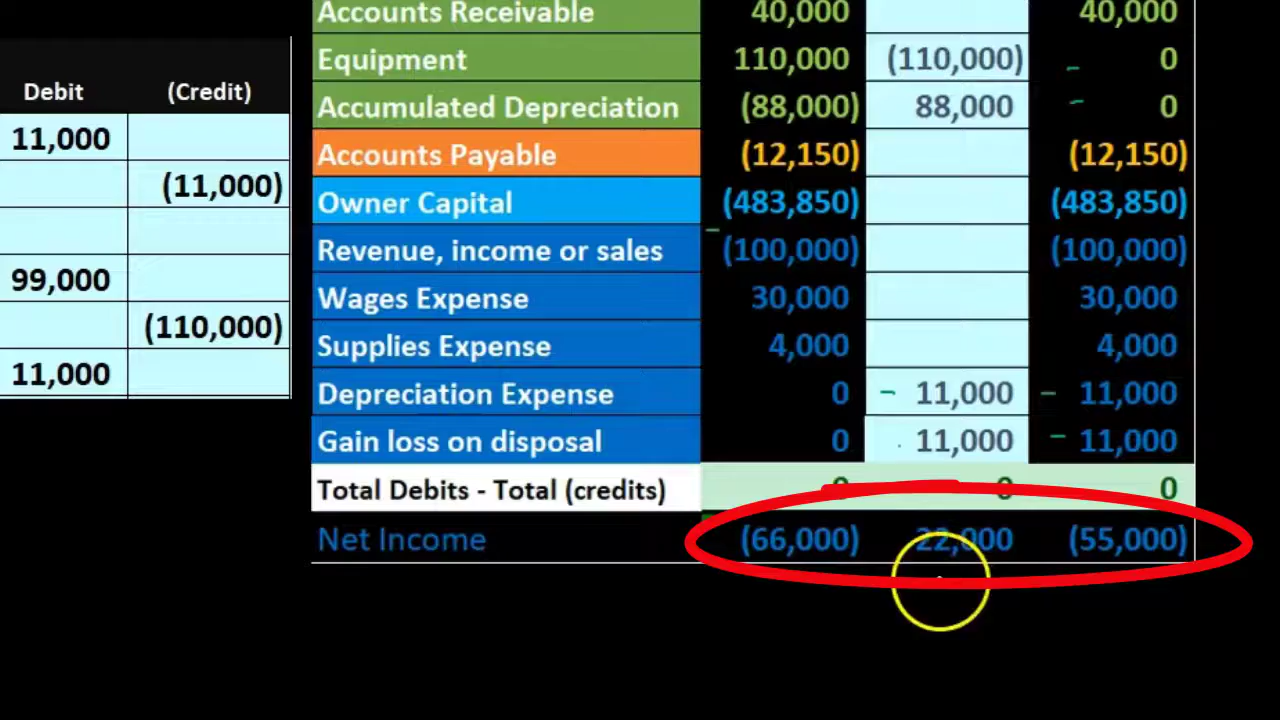 Debit (Credit)
11,000
(11,000)
99,000
(110,000)
11,000
Accounts Receivable 40,000 40,000
Equipment 110,000 (110,000) 0
Accumulated Depreciation (88,000) 88,000 0
Accounts Payable (12,150) (12,150)
Owner Capital (483,850) (483,850)
Revenue, income or sales (100,000) (100,000)
Wages Expense 30,000 30,000
Supplies Expense 4,000 4,000
Depreciation Expense 0 11,000 11,000
Gain loss on disposal 0 11,000 11,000
Total Debits - Total (credits) 0 0 0
Net Income (66,000) 22,000 (55,000)